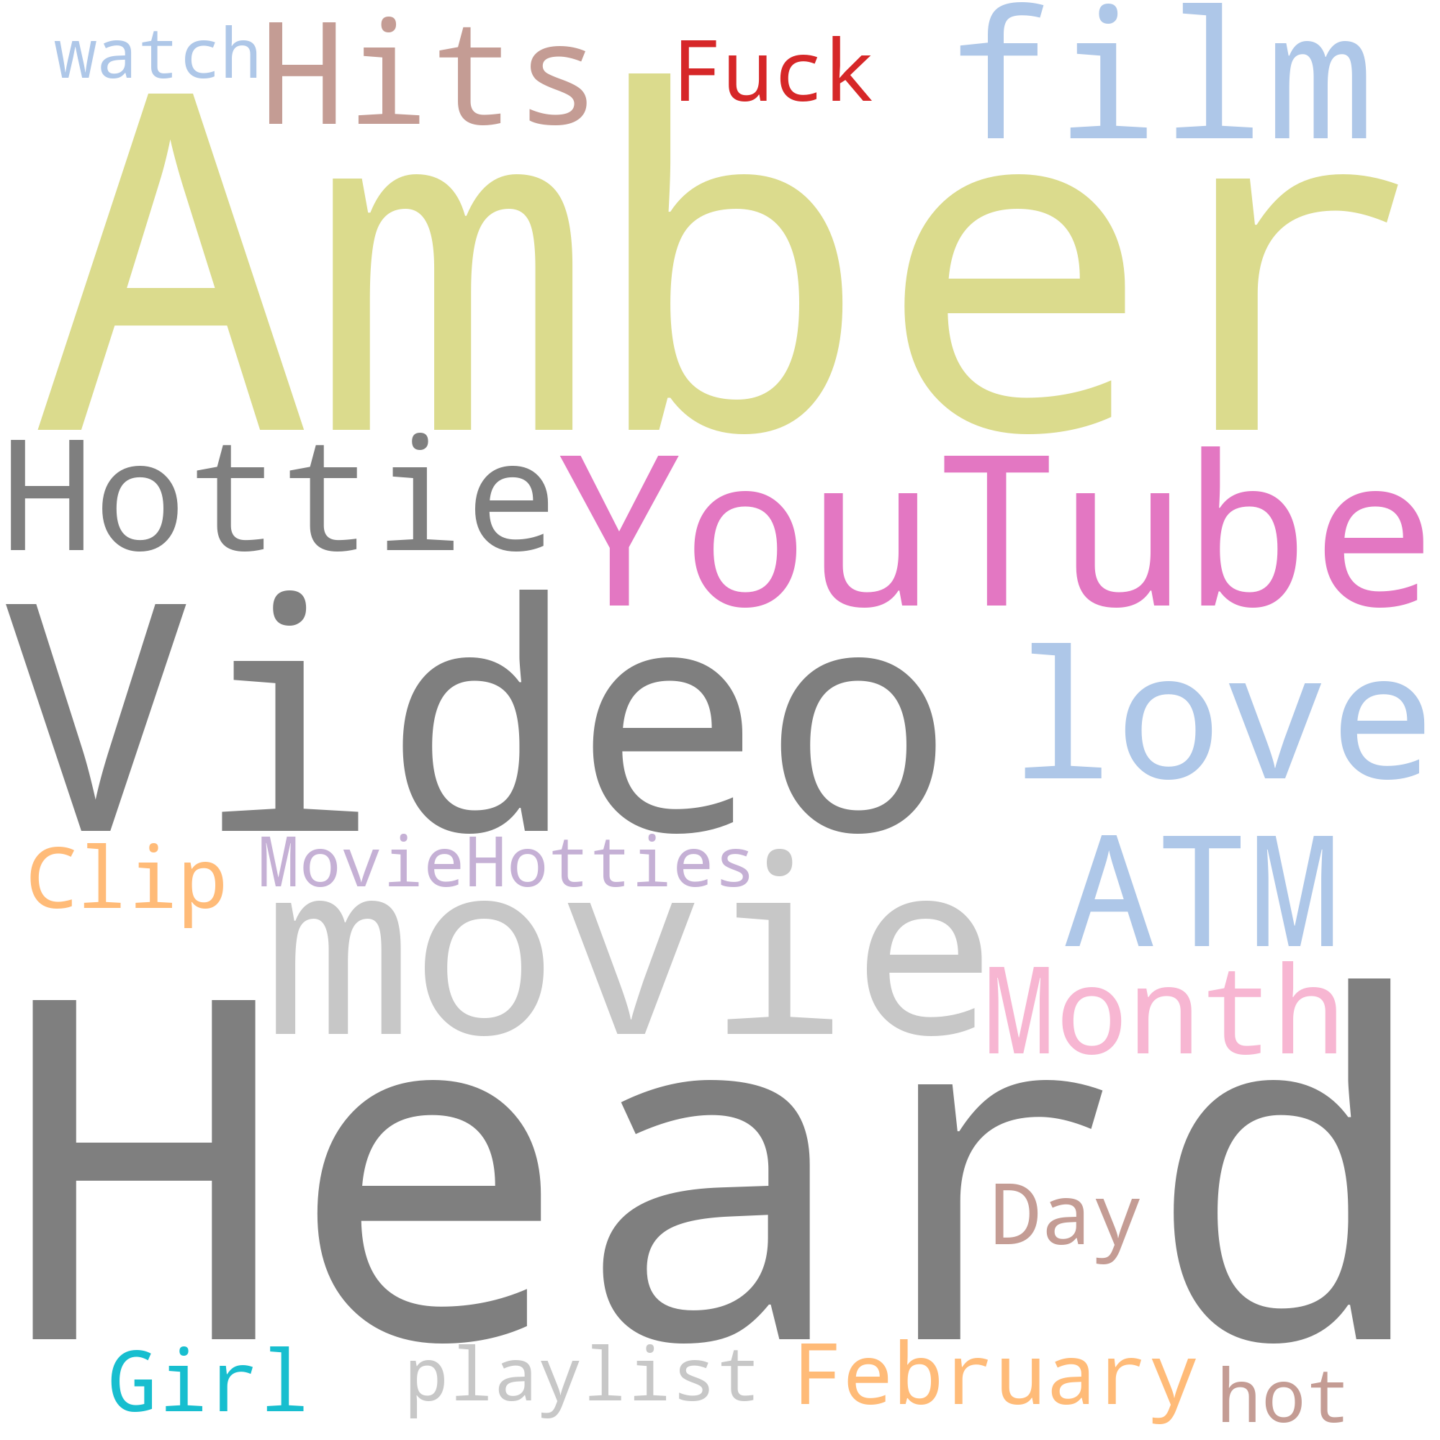 watch Hits Fuck film
Amber
Hottie YouTube
Video love
Clip MovieHotties ATM
movie Month
Heard
Day
Girl playlist February hot